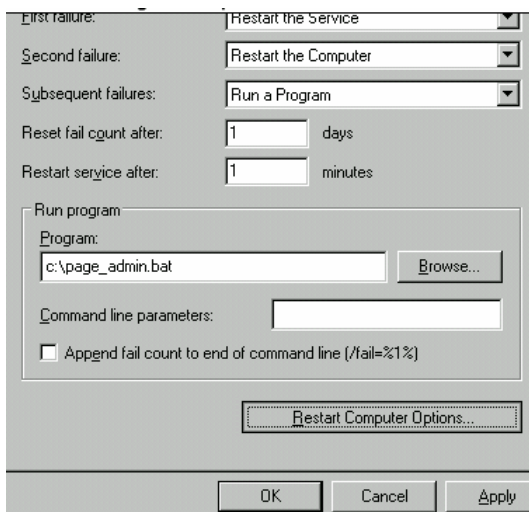 First failure: Restart the Service
Second failure: Restart the Computer
Subsequent failures: Run a Program
Reset fail count after: 1 days
Restart service after: 1 minutes
Run program
Program:
c:\page_admin.bat Browse...
Command line parameters:
Append fail count to end of command line (/fail=%1%)
Restart Computer Options...
OK Cancel Apply